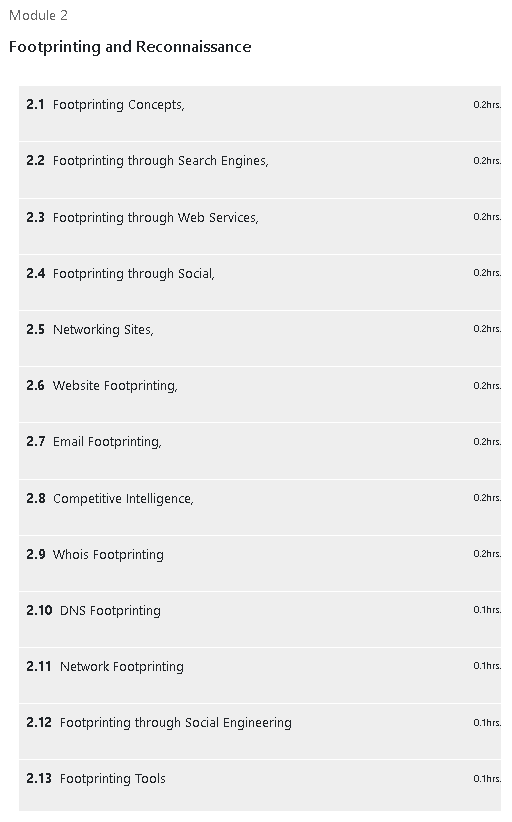 Module 2
Footprinting and Reconnaissance
2.1 Footprinting Concepts, 0.2hrs.
2.2 Footprinting through Search Engines, 0.2hrs.
2.3 Footprinting through Web Services, 0.2hrs.
2.4 Footprinting through Social, 0.2hrs.
2.5 Networking Sites, 0.2hrs.
2.6 Website Footprinting, 0.2hrs.
2.7 Email Footprinting, 0.2hrs.
2.8 Competitive Intelligence, 0.2hrs.
2.9 Whois Footprinting 0.2hrs.
2.10 DNS Footprinting 0.1hrs.
2.11 Network Footprinting 0.1hrs.
2.12 Footprinting through Social Engineering 0.1hrs.
2.13 Footprinting Tools 0.1hrs.